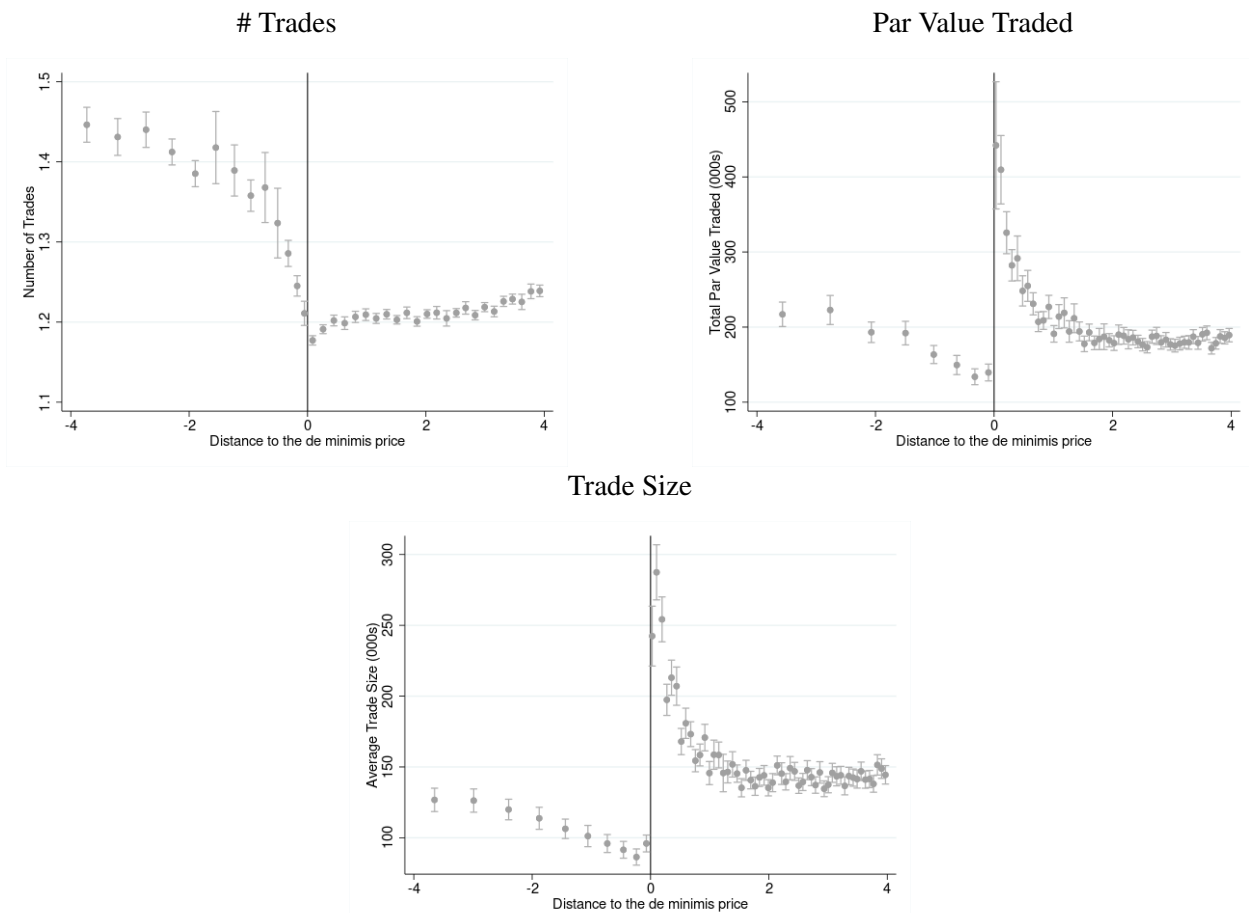 # Trades
Par Value Traded
Number of Trades
1.5
1.4
1.3
1.2
1.1
-4 -2 0 2 4
Distance to the de minimis price
Total Par Value Traded (000s)
500
400
300
200
100
-4 -2 0 2 4
Distance to the de minimis price
Trade Size
Average Trade Size (000s)
300
250
200
150
100
-4 -2 0 2 4
Distance to the de minimis price